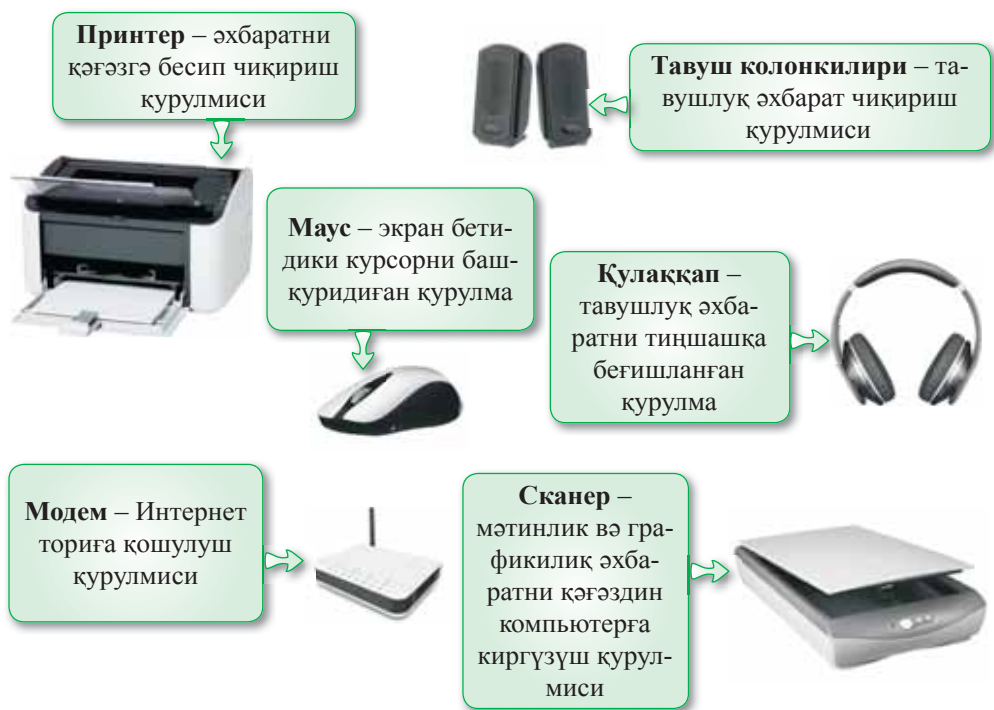 Принтер – әхбаратни
қәғәзгә бесип чиқириш
қурулмиси
Тавуш колонкилири – та-
вушлуқ әхбарат чиқириш
қурулмиси
Маус – экран бети-
дики курсорни баш-
қуридиған қурулма
Қулаққап –
тавушлуқ әхба-
ратни тиңшашқа
беғишланған
қурулма
Модем – Интернет
ториға қошулуш
қурулмиси
Сканер –
мәтинлик вә гра-
фикилиқ әхба-
ратни қәғәздин
компьютерға
киргүзүш қурул-
миси